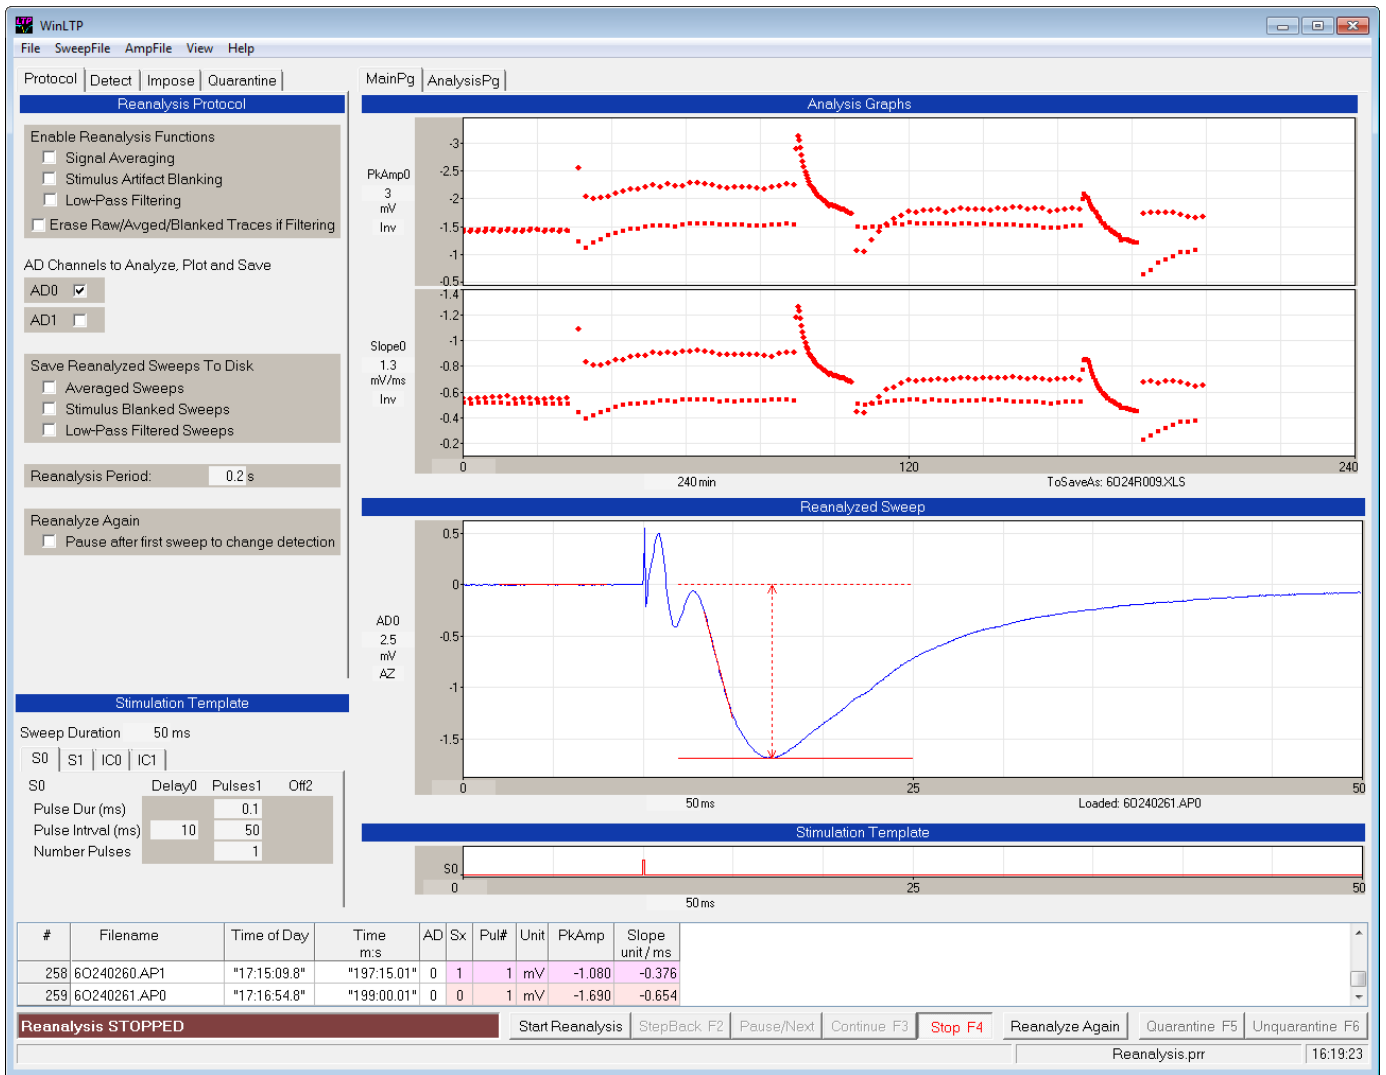 WinLTP
File SweepFile AmpFile View Help
Protocol Detect Impose Quarantine
Reanalysis Protocol
Enable Reanalysis Functions
Signal Averaging
Stimulus Artifact Blanking
Low-Pass Filtering
Erase Raw/Avged/Blanked Traces if Filtering
AD Channels to Analyze, Plot and Save
AD0
AD1
Save Reanalyzed Sweeps To Disk
Averaged Sweeps
Stimulus Blanked Sweeps
Low-Pass Filtered Sweeps
Reanalysis Period: 0.2 s
Reanalyze Again
Pause after first sweep to change detection
Stimulation Template
Sweep Duration 50 ms
S0 S1 IC0 IC1
S0 Delay0 Pulses1 Off2
Pulse Dur (ms) 0.1
Pulse Intrval (ms) 10 50
Number Pulses 1
MainPg AnalysisPg
Analysis Graphs
PkAmp0
3
mV
Inv
-3
-2.5
-2
-1.5
-1
-0.5
Slope0
1.3
mV/ms
Inv
-1.4
-1.2
-1
-0.8
-0.6
-0.4
-0.2
0 120 240
240 min ToSaveAs: 6O24R009.XLS
Reanalyzed Sweep
AD0
2.5
mV
AZ
0.5
0
-0.5
-1
-1.5
0 25 50
50 ms Loaded: 6O240261.AP0
Stimulation Template
S0
0 25 50
50 ms
# Filename Time of Day Time AD Sx Pul# Unit PkAmp Slope
m:s unit / ms
258 6O240260.AP1 "17:15:09.8" "197:15.01" 0 1 1 mV -1.080 -0.376
259 6O240261.AP0 "17:16:54.8" "199:00.01" 0 0 1 mV -1.690 -0.654
Reanalysis STOPPED Start Reanalysis StepBack F2 Pause/Next Continue F3 Stop F4 Reanalyze Again Quarantine F5 Unquarantine F6
Reanalysis.prr 16:19:23